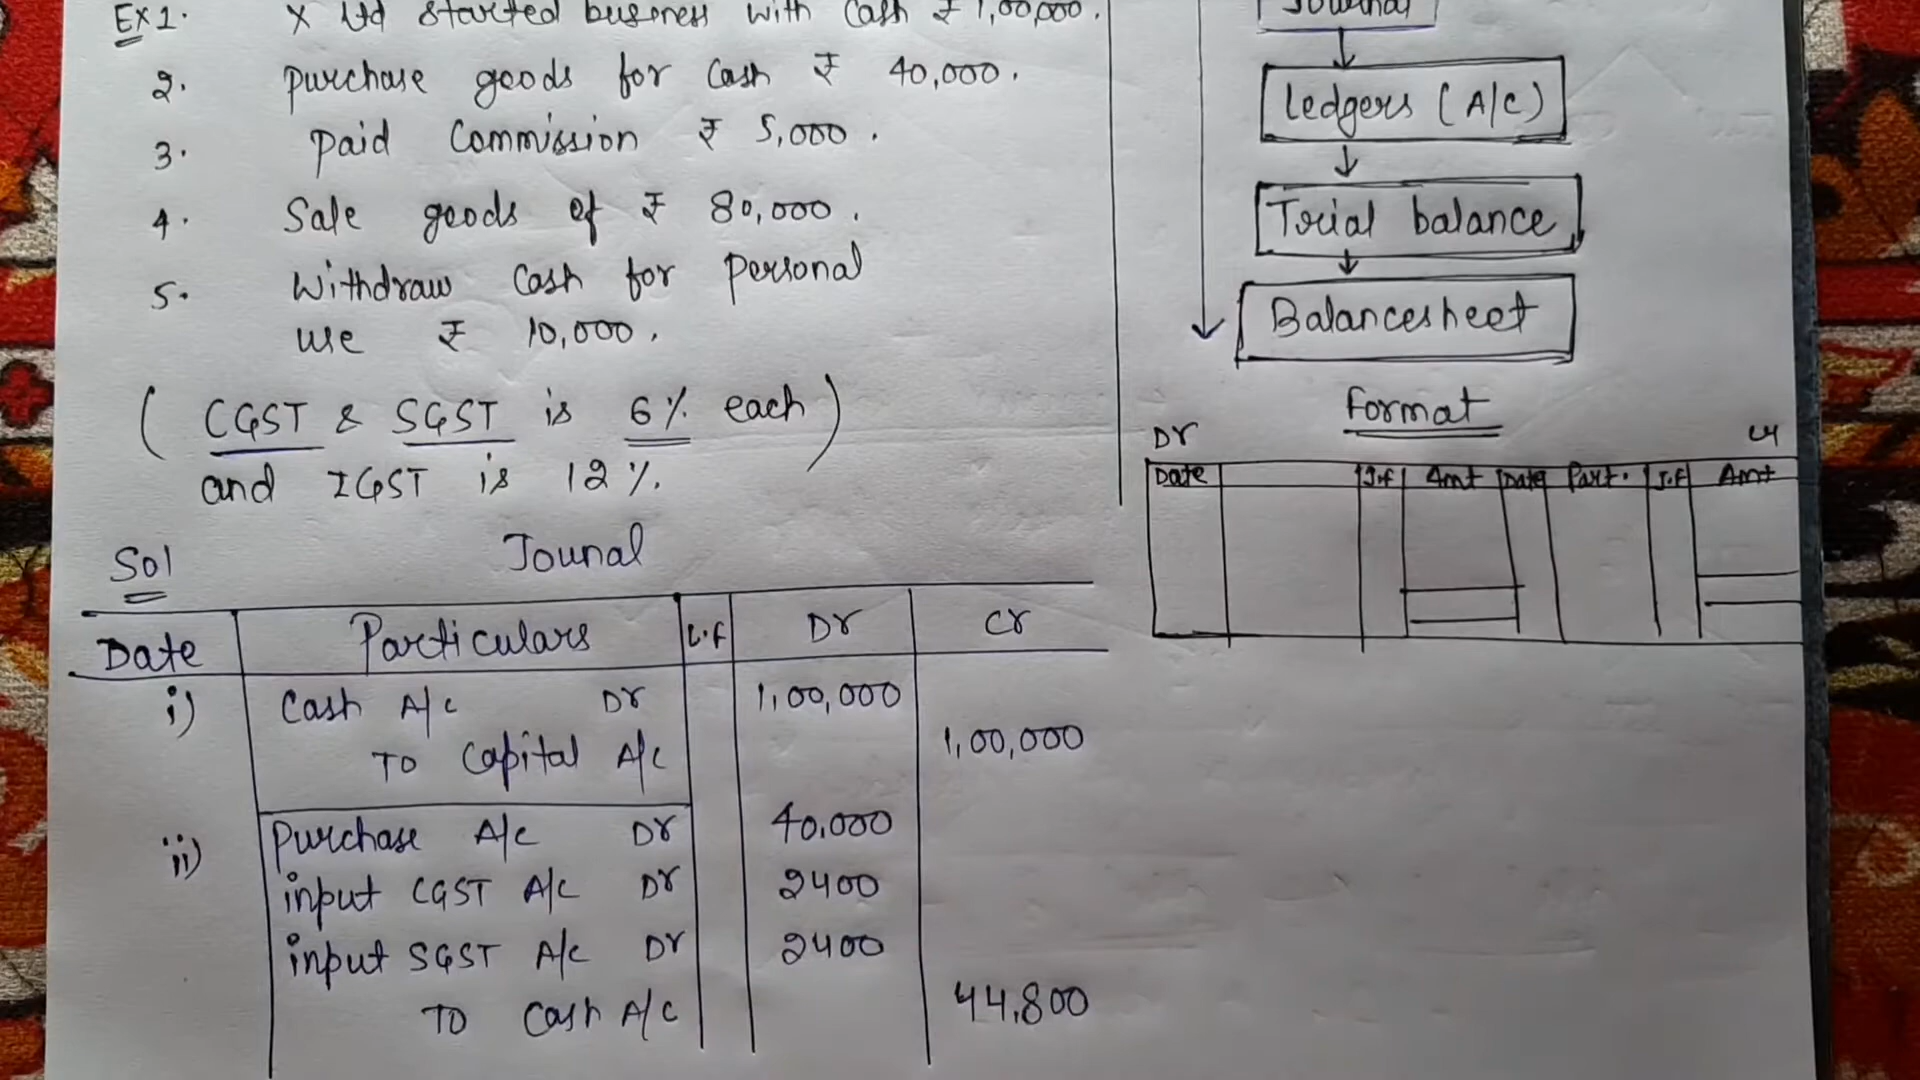 Ex1. X Ltd started business with Cash ₹ 1,00,000.
2. purchase goods for Cash ₹ 40,000.
3. paid Commission ₹ 5,000.
4. Sale goods of ₹ 80,000.
5. Withdraw Cash for personal
use ₹ 10,000.
( CGST & SGST is 6% each )
and IGST is 12%.
Sol Jounal
Date Particulars L.F Dr Cr
i) Cash A/c Dr 1,00,000
To Capital A/c 1,00,000
ii) Purchase A/c Dr 40,000
input CGST A/c Dr 2400
input SGST A/c Dr 2400
To Cash A/c 44,800
Journal
Ledgers (A/C)
Trial balance
Balancesheet
Format
Dr Cr
Date J.F Amt Date Part. J.F Amt